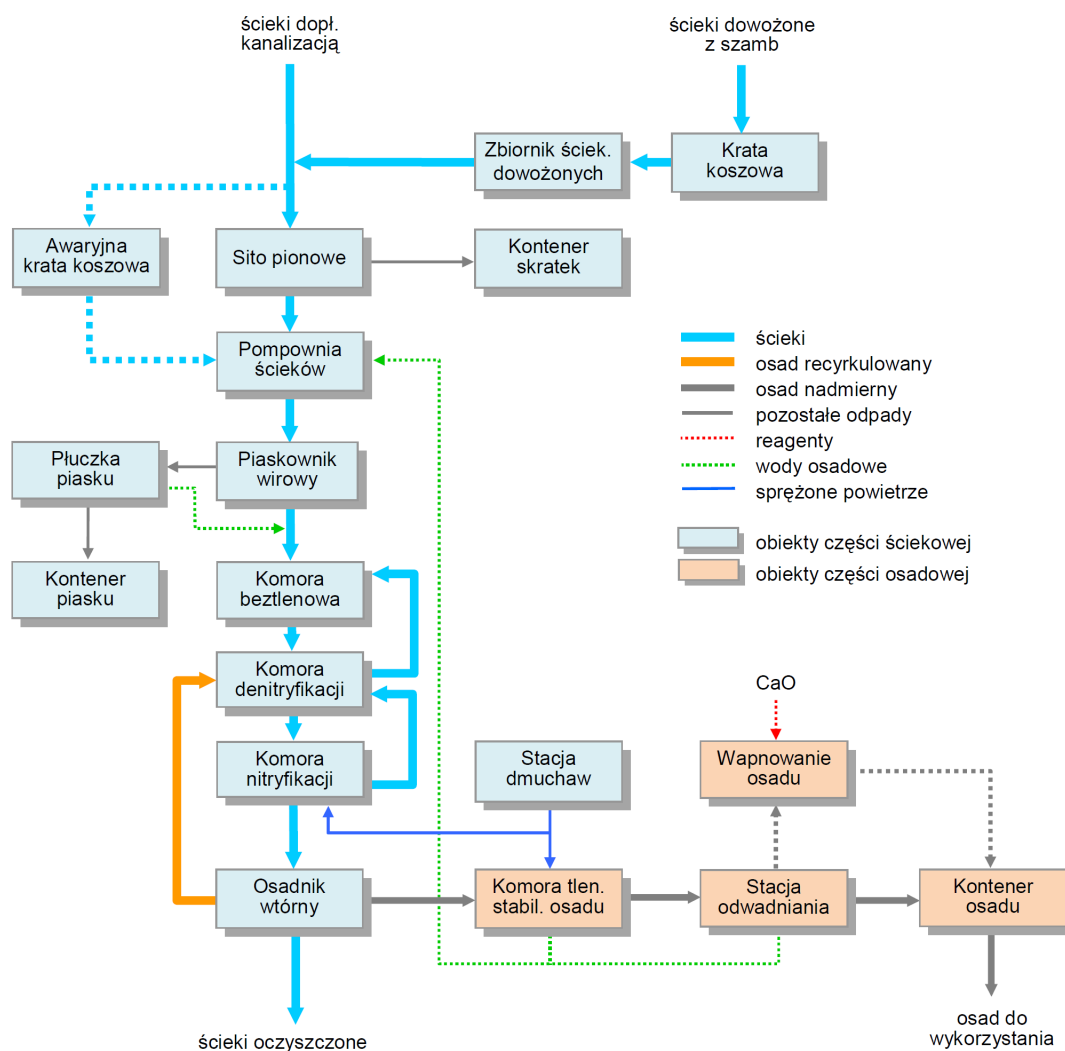 ścieki dopł.
kanalizacją
ścieki dowożone
z szamb
Zbiornik ściek.
dowożonych
Krata
koszowa
Awaryjna
krata koszowa
Sito pionowe
Kontener
skratek
Pompownia
ścieków
ścieki
osad recyrkulowany
osad nadmierny
pozostałe odpady
reagenty
wody osadowe
sprężone powietrze
obiekty części ściekowej
obiekty części osadowej
Płuczka
piasku
Piaskownik
wirowy
Kontener
piasku
Komora
beztlenowa
Komora
denitryfikacji
CaO
Komora
nitryfikacji
Stacja
dmuchaw
Wapnowanie
osadu
Osadnik
wtórny
Komora tlen.
stabil. osadu
Stacja
odwadniania
Kontener
osadu
ścieki oczyszczone
osad do
wykorzystania